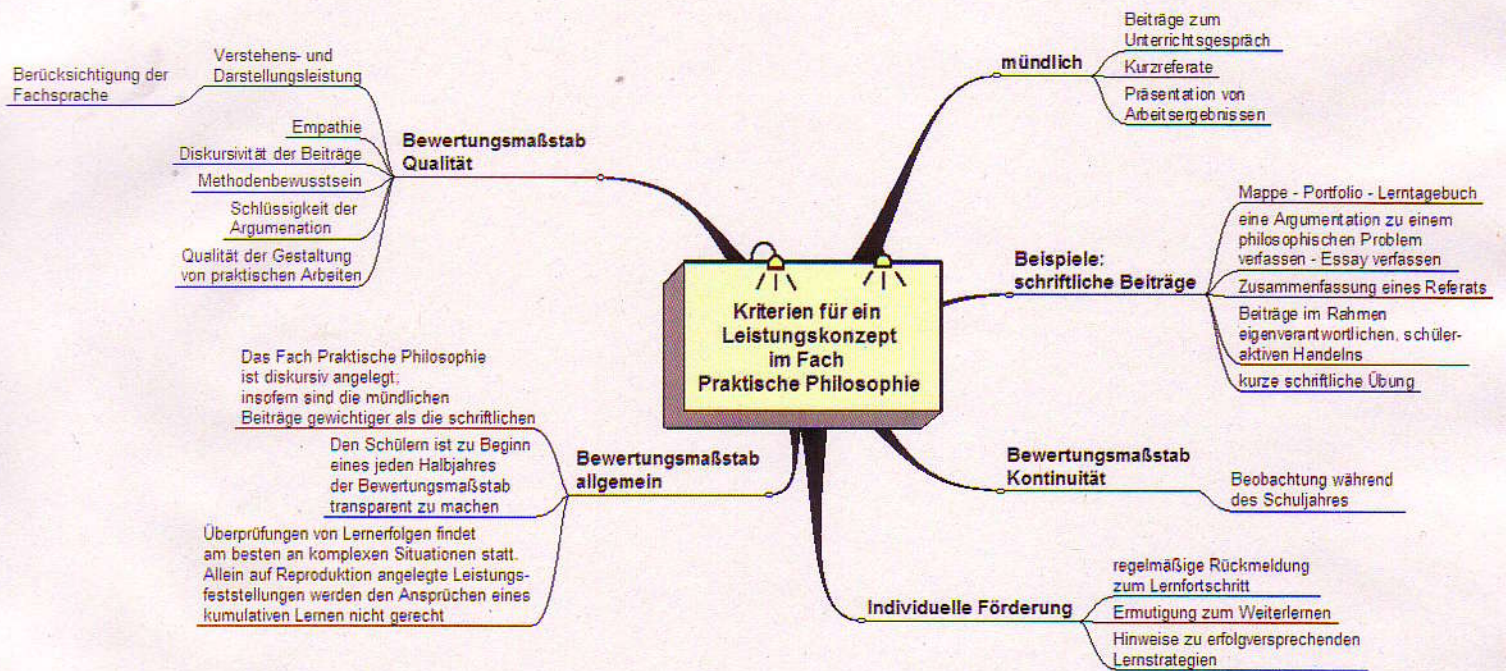 Kriterien für ein
Leistungskonzept
im Fach
Praktische Philosophie
mündlich
Beiträge zum
Unterrichtsgespräch
Kurzreferate
Präsentation von
Arbeitsergebnissen
Beispiele:
schriftliche Beiträge
Mappe - Portfolio - Lerntagebuch
eine Argumentation zu einem
philosophischen Problem
verfassen - Essay verfassen
Zusammenfassung eines Referats
Beiträge im Rahmen
eigenverantwortlichen, schüler-
aktiven Handelns
kurze schriftliche Übung
Bewertungsmaßstab
Kontinuität
Beobachtung während
des Schuljahres
Individuelle Förderung
regelmäßige Rückmeldung
zum Lernfortschritt
Ermutigung zum Weiterlernen
Hinweise zu erfolgversprechenden
Lernstrategien
Bewertungsmaßstab
allgemein
Das Fach Praktische Philosophie
ist diskursiv angelegt;
insofern sind die mündlichen
Beiträge gewichtiger als die schriftlichen
Den Schülern ist zu Beginn
eines jeden Halbjahres
der Bewertungsmaßstab
transparent zu machen
Überprüfungen von Lernerfolgen findet
am besten an komplexen Situationen statt.
Allein auf Reproduktion angelegte Leistungs-
feststellungen werden den Ansprüchen eines
kumulativen Lernen nicht gerecht
Bewertungsmaßstab
Qualität
Verstehens- und
Darstellungsleistung
Berücksichtigung der
Fachsprache
Empathie
Diskursivität der Beiträge
Methodenbewusstsein
Schlüssigkeit der
Argumenation
Qualität der Gestaltung
von praktischen Arbeiten